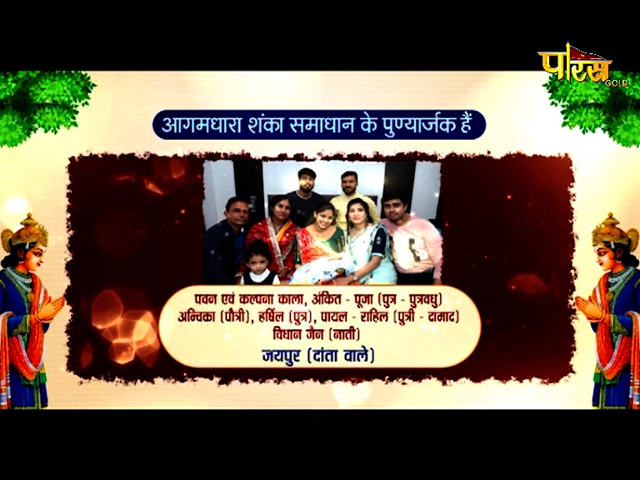 पारस
GOLD
आगमधारा शंका समाधान के पुण्यार्जक हैं
पवन एवं कल्पना काला, अंकित - पूजा (पुत्र - पुत्रवधु)
अन्विका (पौत्री), हर्षिल (पुत्र), पायल - राहिल (पुत्री - दामाद)
विधान जैन (नाती)
जयपुर (दांता वाले)